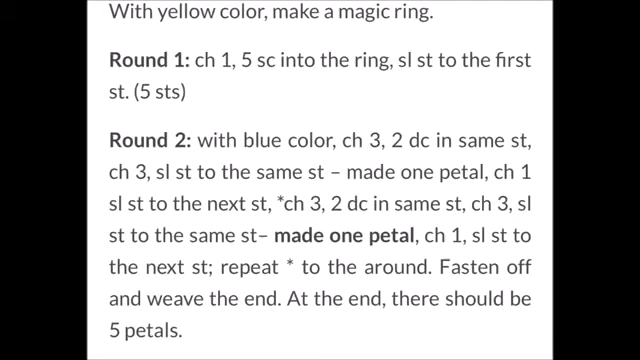 With yellow color, make a magic ring.
Round 1: ch 1, 5 sc into the ring, sl st to the first
st. (5 sts)
Round 2: with blue color, ch 3, 2 dc in same st,
ch 3, sl st to the same st – made one petal, ch 1
sl st to the next st, *ch 3, 2 dc in same st, ch 3, sl
st to the same st– made one petal, ch 1, sl st to
the next st; repeat * to the around. Fasten off
and weave the end. At the end, there should be
5 petals.